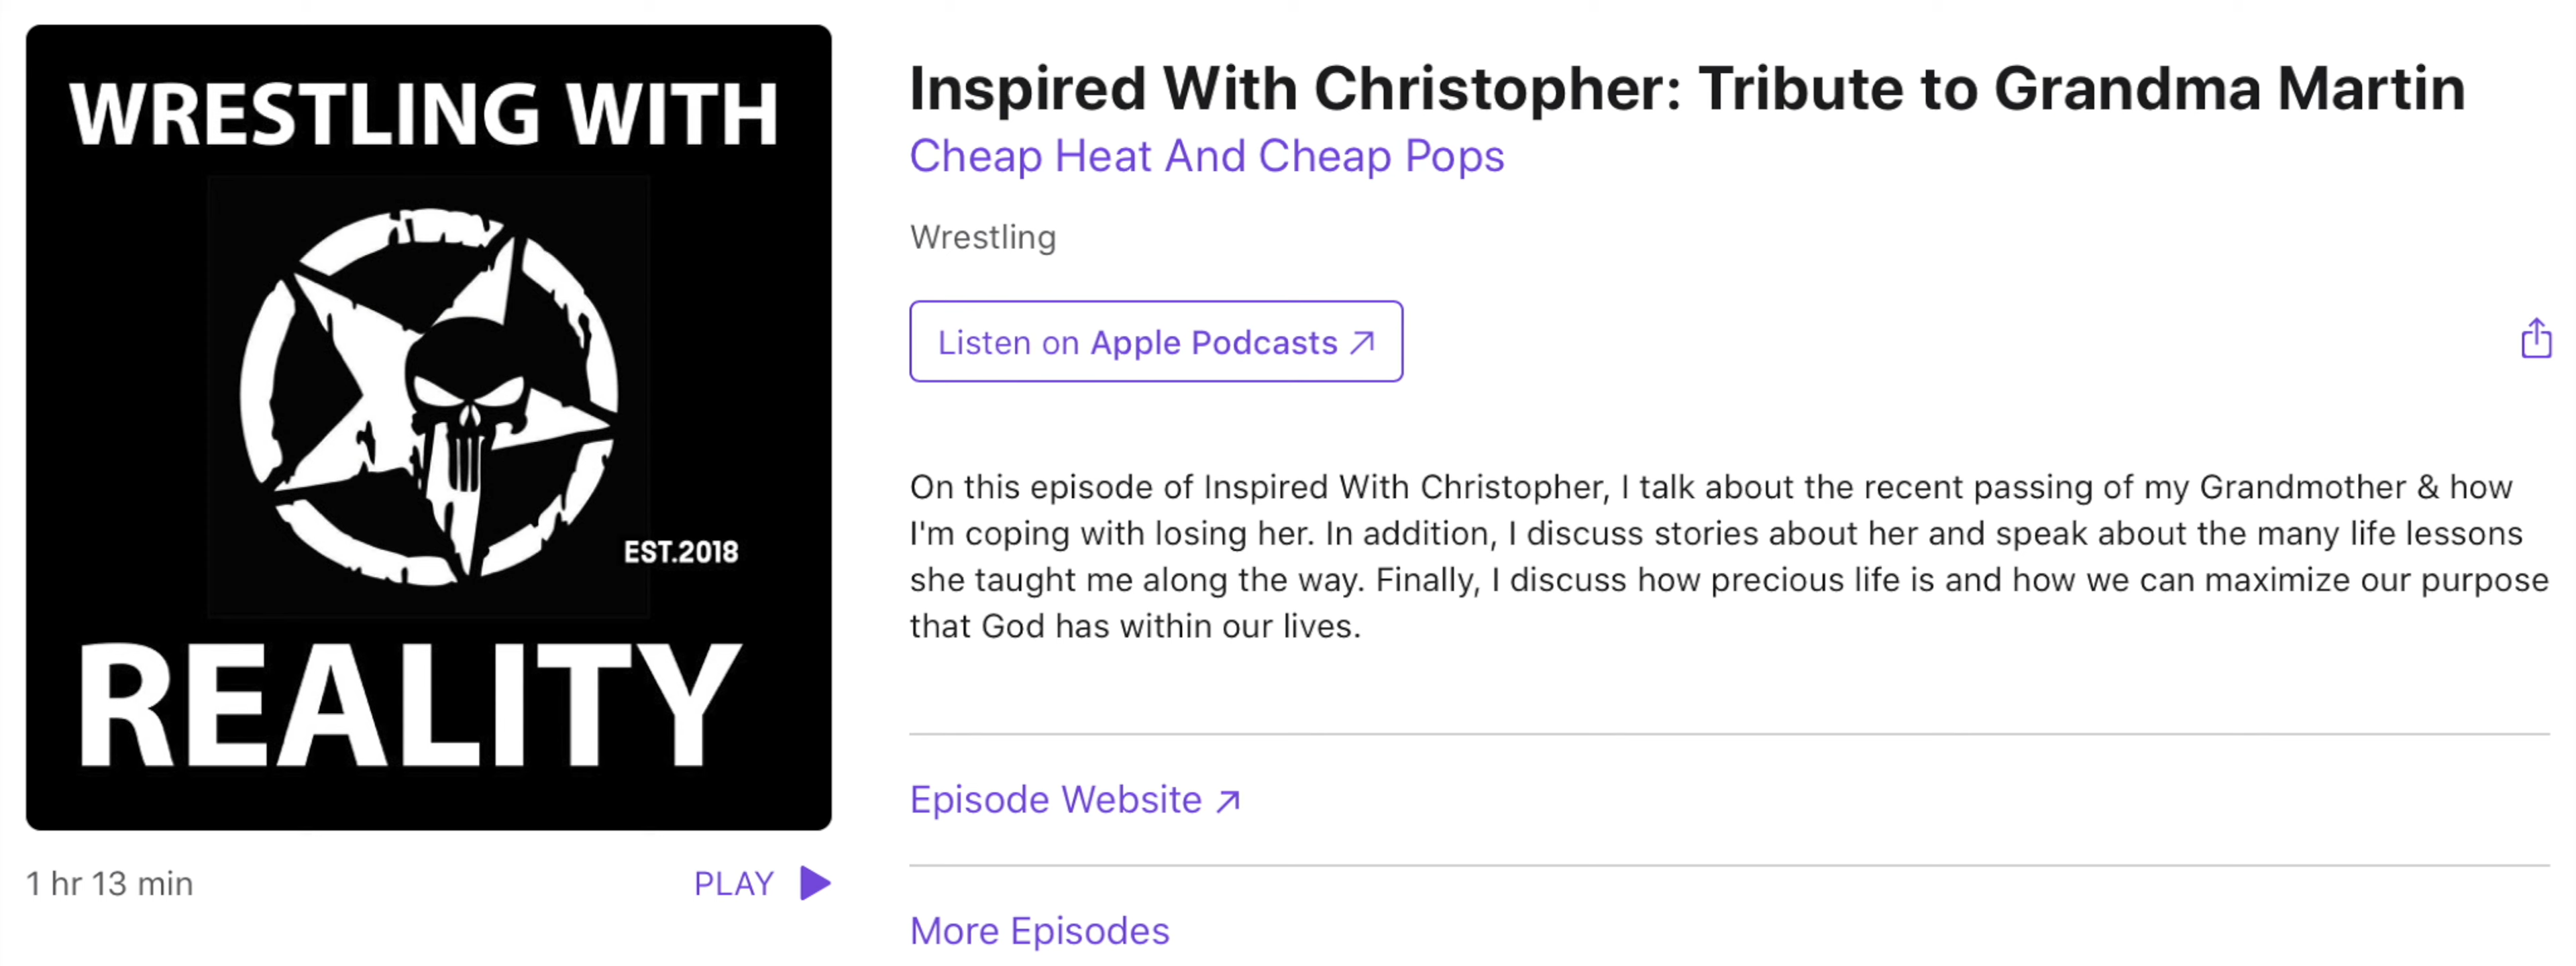 WRESTLING WITH
EST.2018
REALITY
1 hr 13 min
PLAY
Inspired With Christopher: Tribute to Grandma Martin
Cheap Heat And Cheap Pops
Wrestling
Listen on Apple Podcasts ↗
On this episode of Inspired With Christopher, I talk about the recent passing of my Grandmother & how
I'm coping with losing her. In addition, I discuss stories about her and speak about the many life lessons
she taught me along the way. Finally, I discuss how precious life is and how we can maximize our purpose
that God has within our lives.
Episode Website ↗
More Episodes